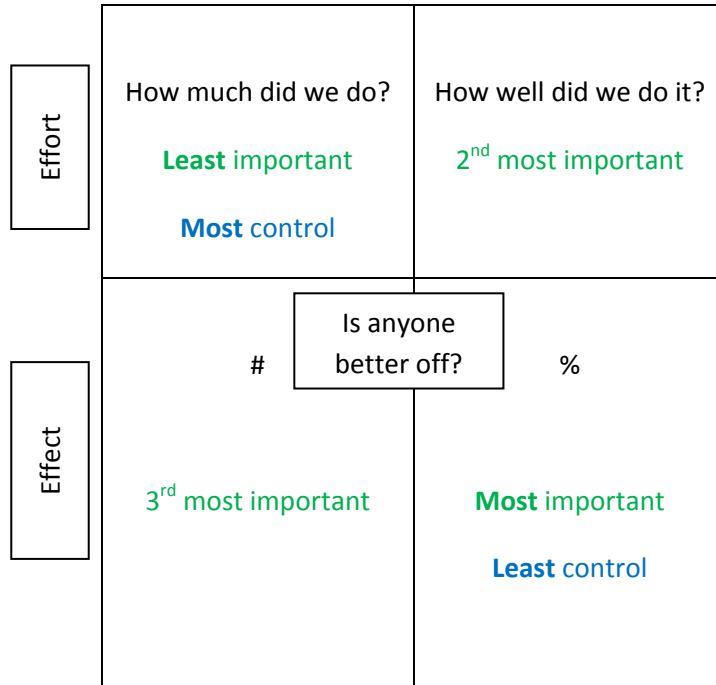 Effort
How much did we do?
Least important
Most control
How well did we do it?
2nd most important
Effect
Is anyone
better off?
#
%
3rd most important
Most important
Least control